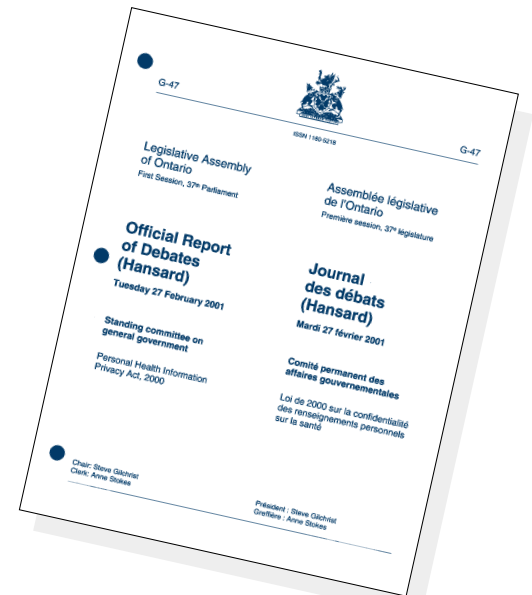 G-47
G-47
ISSN 1180-5218
Legislative Assembly
of Ontario
First Session, 37th Parliament
Assemblée législative
de l'Ontario
Première session, 37e législature
Official Report
of Debates
(Hansard)
Tuesday 27 February 2001
Journal
des débats
(Hansard)
Mardi 27 février 2001
Standing committee on
general government
Personal Health Information
Privacy Act, 2000
Comité permanent des
affaires gouvernementales
Loi de 2000 sur la confidentialité
des renseignements personnels
sur la santé
Chair: Steve Gilchrist
Clerk: Anne Stokes
Président : Steve Gilchrist
Greffière : Anne Stokes